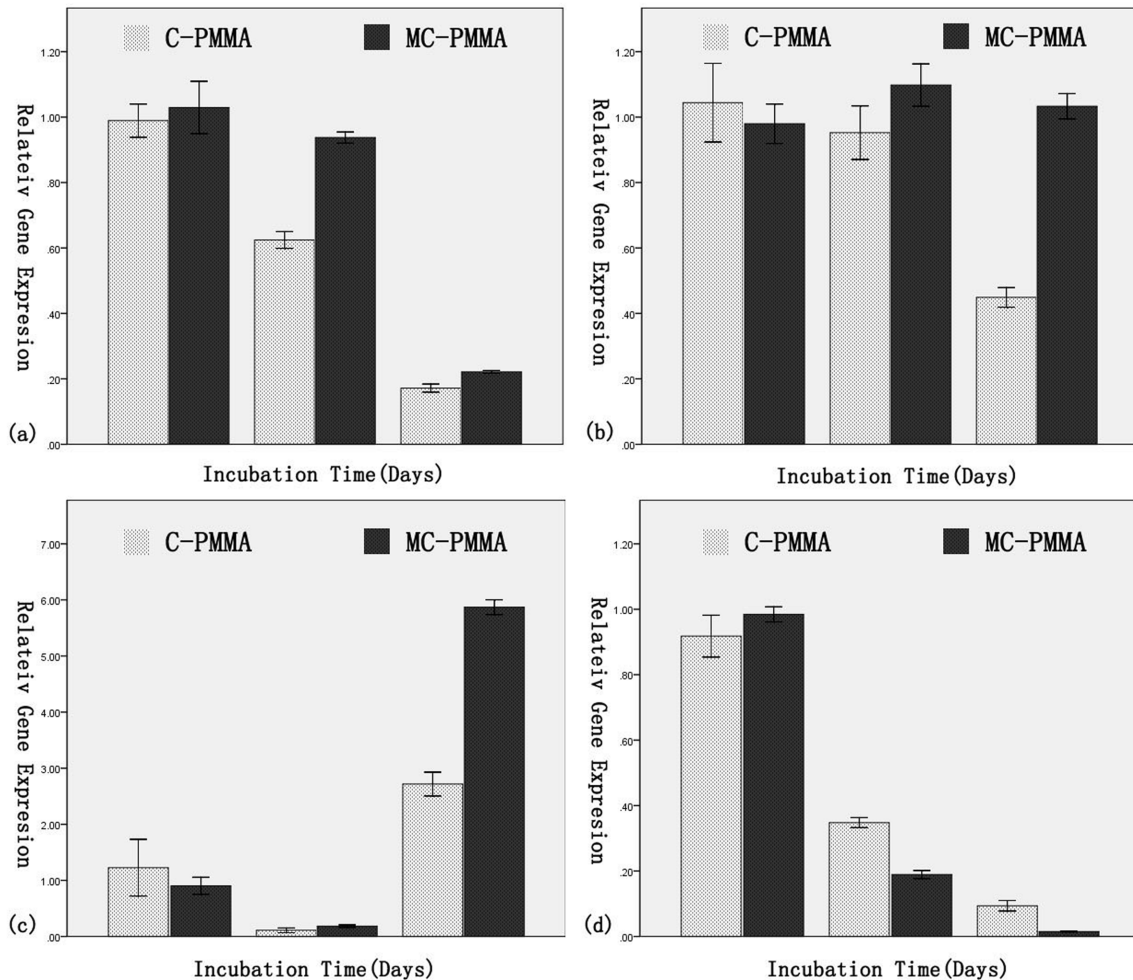 C-PMMA MC-PMMA
1.20
1.00
.80
.60
.40
.20
.00
Relateiv Gene Expresion
(a)
Incubation Time(Days)
C-PMMA MC-PMMA
1.20
1.00
.80
.60
.40
.20
.00
Relateiv Gene Expresion
(b)
Incubation Time(Days)
C-PMMA MC-PMMA
7.00
6.00
5.00
4.00
3.00
2.00
1.00
.00
Relateiv Gene Expresion
(c)
Incubation Time(Days)
C-PMMA MC-PMMA
1.20
1.00
.80
.60
.40
.20
.00
Relateiv Gene Expresion
(d)
Incubation Time(Days)